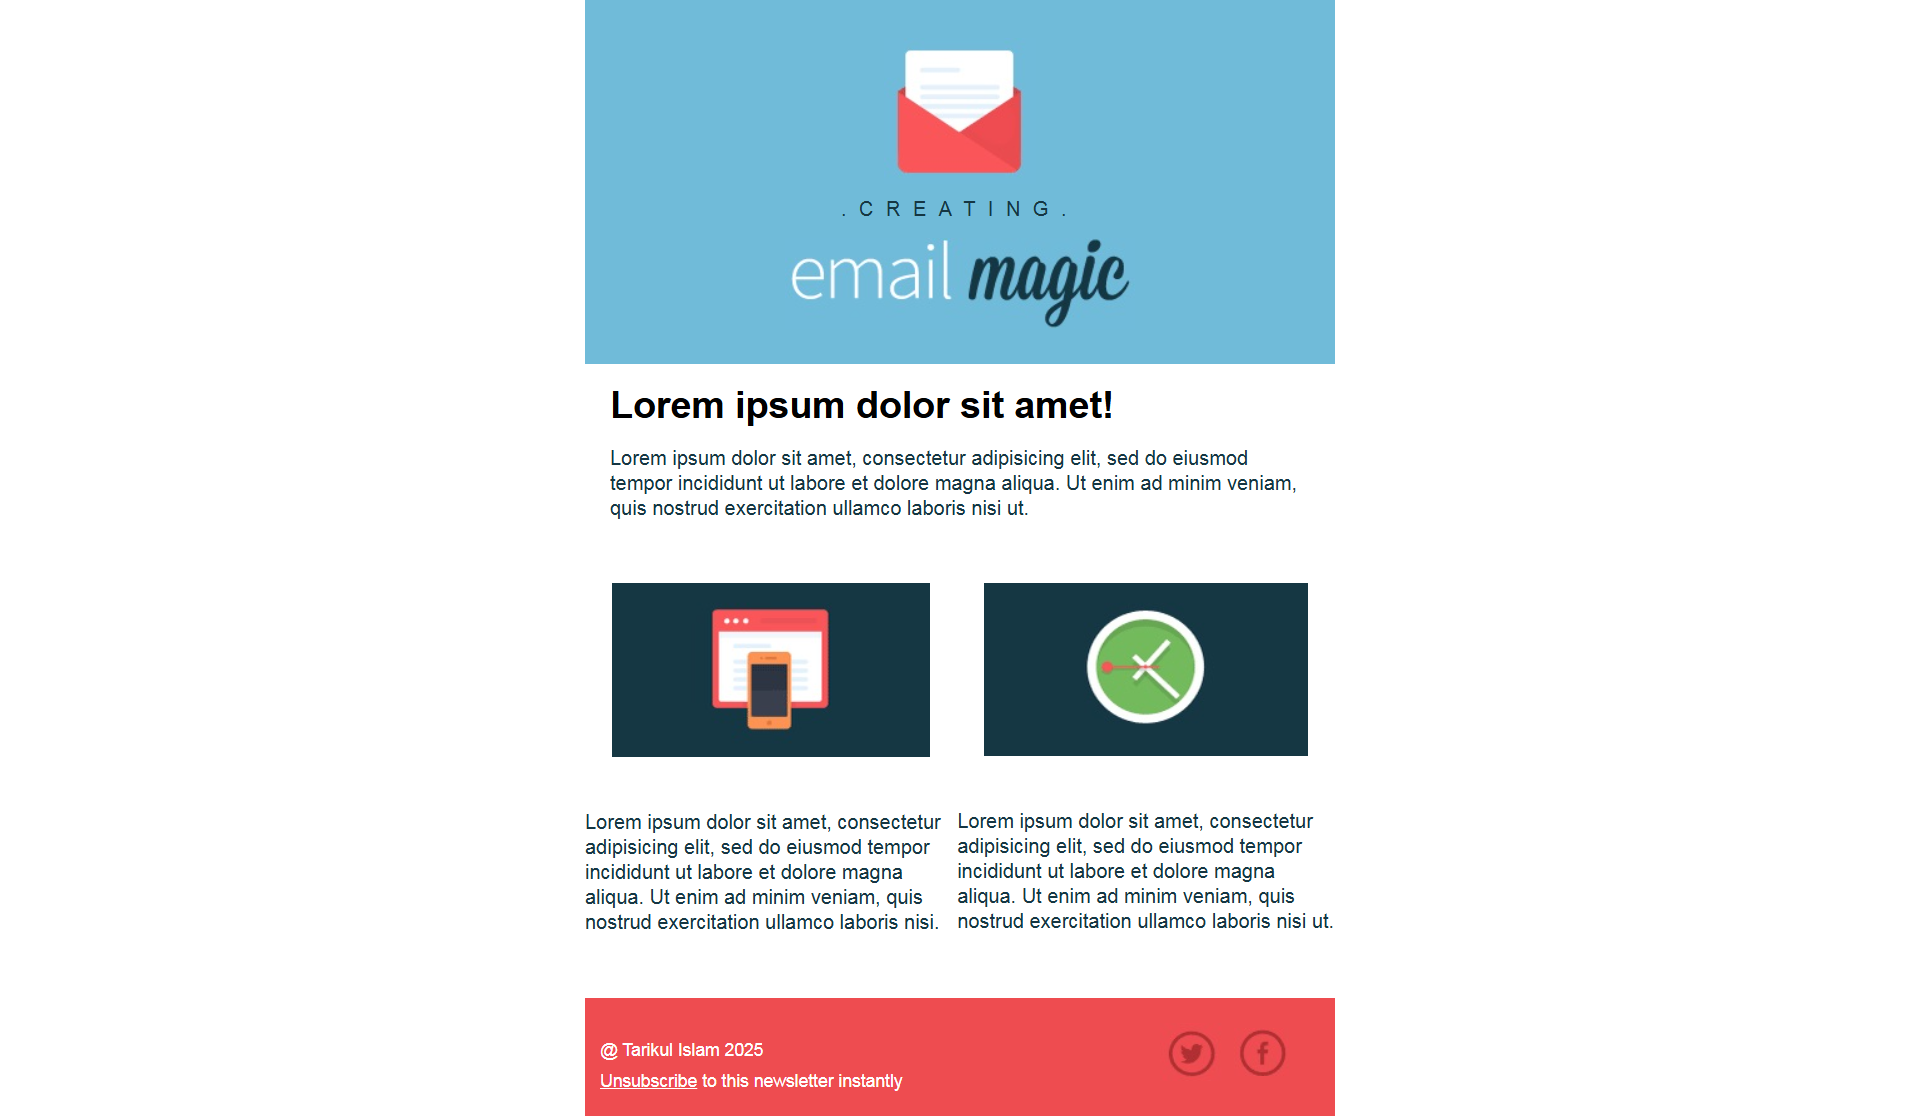 . C R E A T I N G .
email magic
Lorem ipsum dolor sit amet!
Lorem ipsum dolor sit amet, consectetur adipisicing elit, sed do eiusmod
tempor incididunt ut labore et dolore magna aliqua. Ut enim ad minim veniam,
quis nostrud exercitation ullamco laboris nisi ut.
Lorem ipsum dolor sit amet, consectetur
adipisicing elit, sed do eiusmod tempor
incididunt ut labore et dolore magna
aliqua. Ut enim ad minim veniam, quis
nostrud exercitation ullamco laboris nisi.
Lorem ipsum dolor sit amet, consectetur
adipisicing elit, sed do eiusmod tempor
incididunt ut labore et dolore magna
aliqua. Ut enim ad minim veniam, quis
nostrud exercitation ullamco laboris nisi ut.
@ Tarikul Islam 2025
Unsubscribe to this newsletter instantly